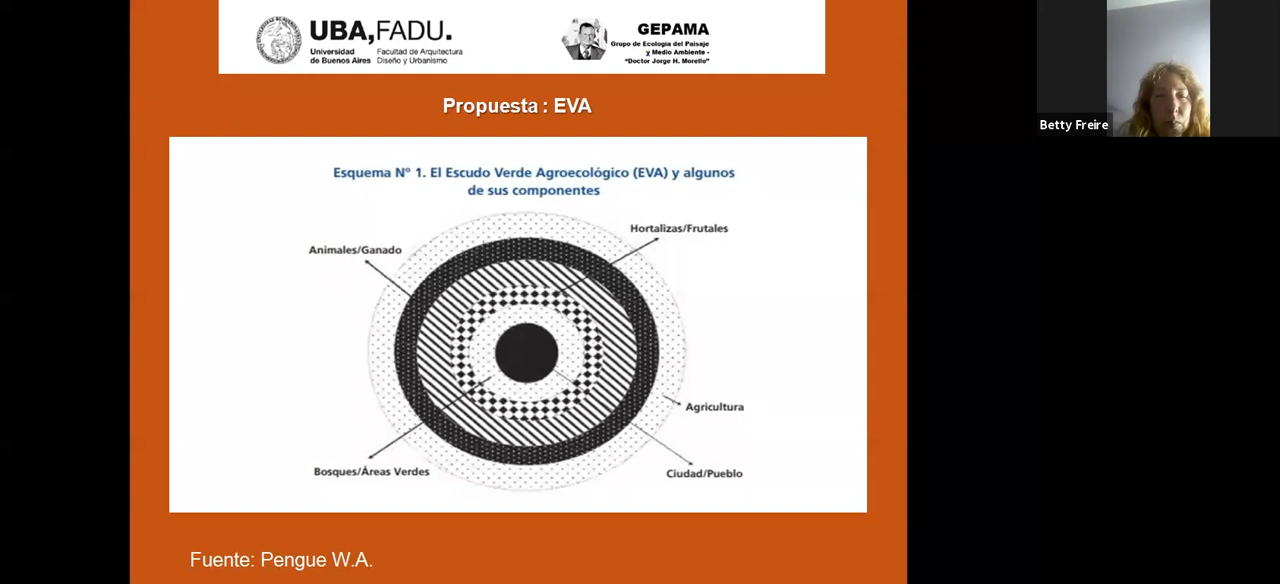 UBA,FADU.
Universidad
de Buenos Aires
Facultad de Arquitectura
Diseño y Urbanismo
GEPAMA
Grupo de Ecología del Paisaje
y Medio Ambiente -
"Doctor Jorge H. Morello"
Betty Freire
Propuesta : EVA
Esquema N° 1. El Escudo Verde Agroecológico (EVA) y algunos
de sus componentes
Hortalizas/Frutales
Animales/Ganado
Agricultura
Bosques/Áreas Verdes
Ciudad/Pueblo
Fuente: Pengue W.A.